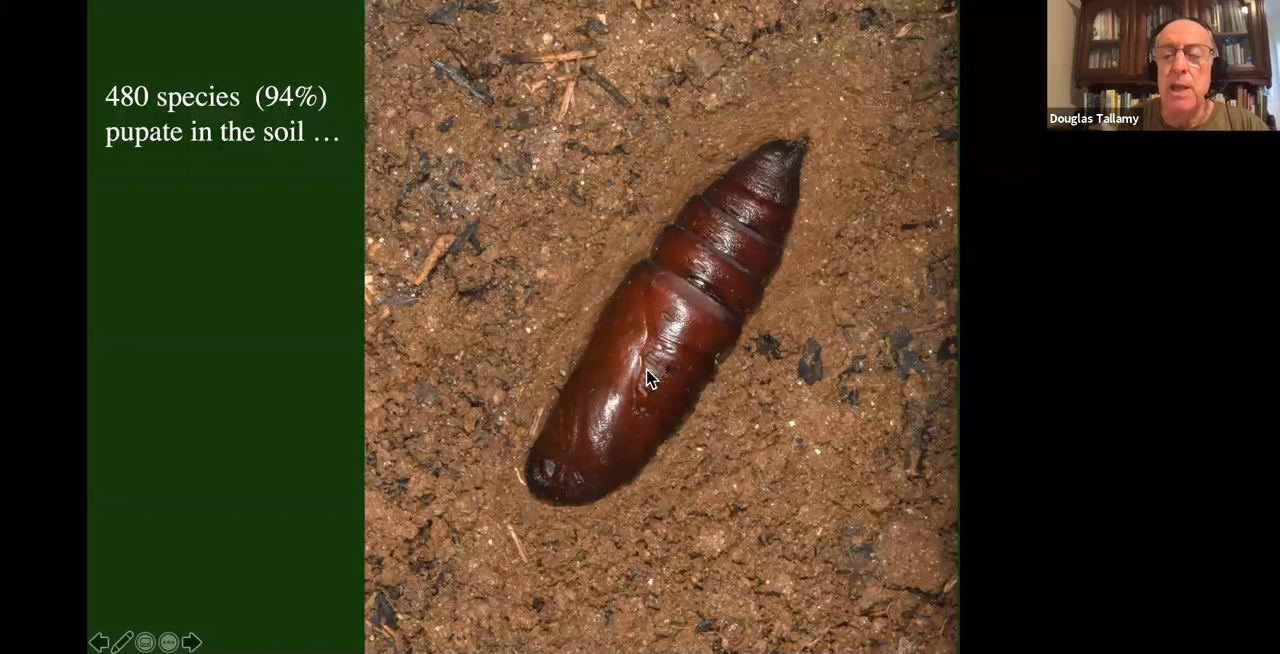 480 species (94%)
pupate in the soil …
Douglas Tallamy